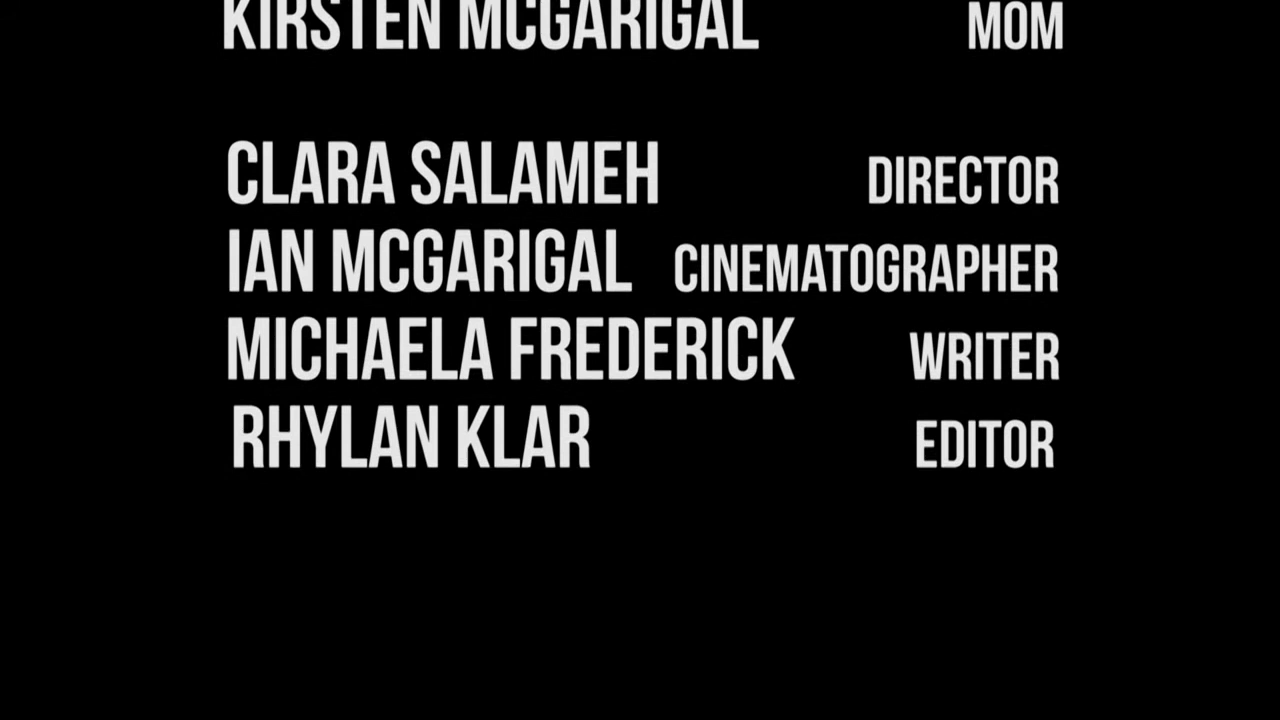 KIRSTEN MCGARIGAL MOM
CLARA SALAMEH DIRECTOR
IAN MCGARIGAL CINEMATOGRAPHER
MICHAELA FREDERICK WRITER
RHYLAN KLAR EDITOR